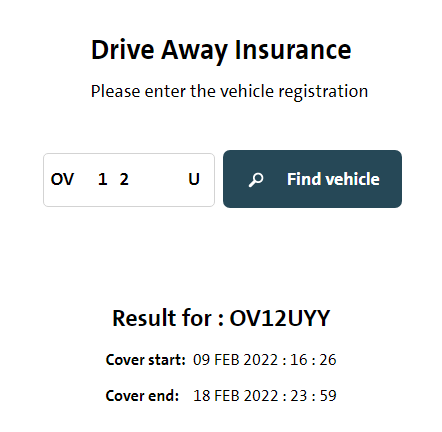 Drive Away Insurance
Please enter the vehicle registration
OV 1 2 U
Find vehicle
Result for : OV12UYY
Cover start: 09 FEB 2022 : 16 : 26
Cover end: 18 FEB 2022 : 23 : 59